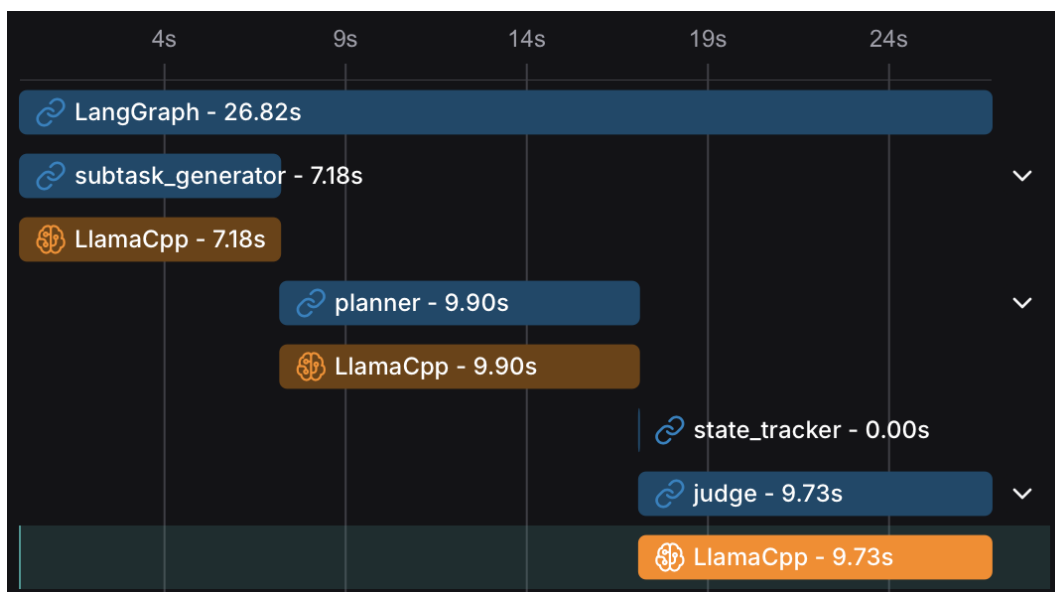 4s 9s 14s 19s 24s
LangGraph - 26.82s
subtask_generator - 7.18s
LlamaCpp - 7.18s
planner - 9.90s
LlamaCpp - 9.90s
state_tracker - 0.00s
judge - 9.73s
LlamaCpp - 9.73s